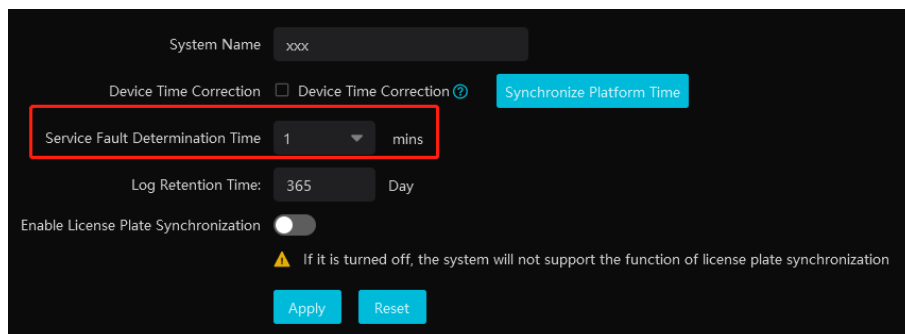 System Name xxx
Device Time Correction Device Time Correction ? Synchronize Platform Time
Service Fault Determination Time 1 mins
Log Retention Time: 365 Day
Enable License Plate Synchronization
If it is turned off, the system will not support the function of license plate synchronization
Apply Reset